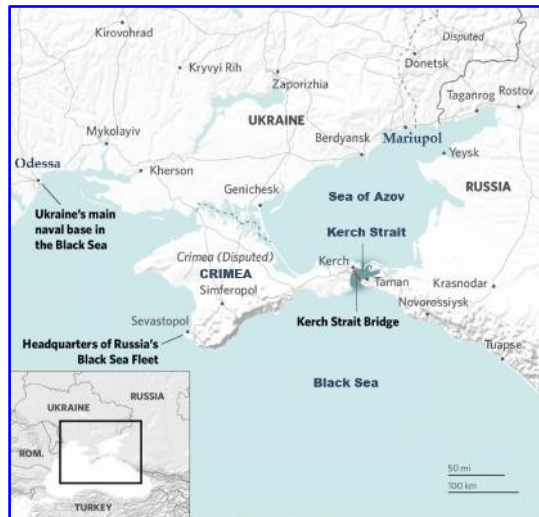 Kirovohrad
Disputed
Kryvyi Rih
Donetsk
Zaporizhia
Taganrog
Rostov
UKRAINE
Mykolayiv
Mariupol
Berdyansk
Odessa
Yeysk
Kherson
Genichesk
RUSSIA
Sea of Azov
Ukraine's main
naval base in
the Black Sea
Kerch Strait
Crimea (Disputed)
CRIMEA
Kerch
Simferopol
Taman
Krasnodar
Novorossiysk
Sevastopol
Kerch Strait Bridge
Headquarters of Russia's
Black Sea Fleet
Tuapse
Black Sea
UKRAINE
RUSSIA
ROM.
TURKEY
50 mi
100 km